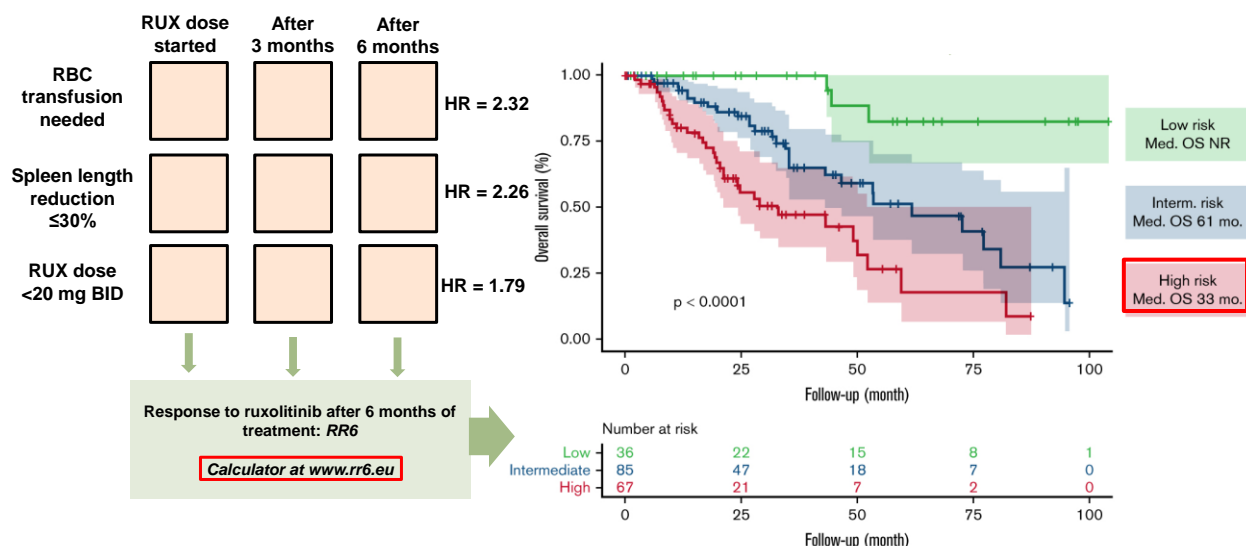 RUX dose
started
After
3 months
After
6 months
RBC
transfusion
needed
HR = 2.32
Spleen length
reduction
≤30%
HR = 2.26
RUX dose
<20 mg BID
HR = 1.79
Response to ruxolitinib after 6 months of
treatment: RR6
Calculator at www.rr6.eu
Overall survival (%)
1.00
0.75
0.50
0.25
0.00
p < 0.0001
0 25 50 75 100
Follow-up (month)
Low risk
Med. OS NR
Interm. risk
Med. OS 61 mo.
High risk
Med. OS 33 mo.
Number at risk
Low 36 22 15 8 1
Intermediate 85 47 18 7 0
High 67 21 7 2 0
0 25 50 75 100
Follow-up (month)